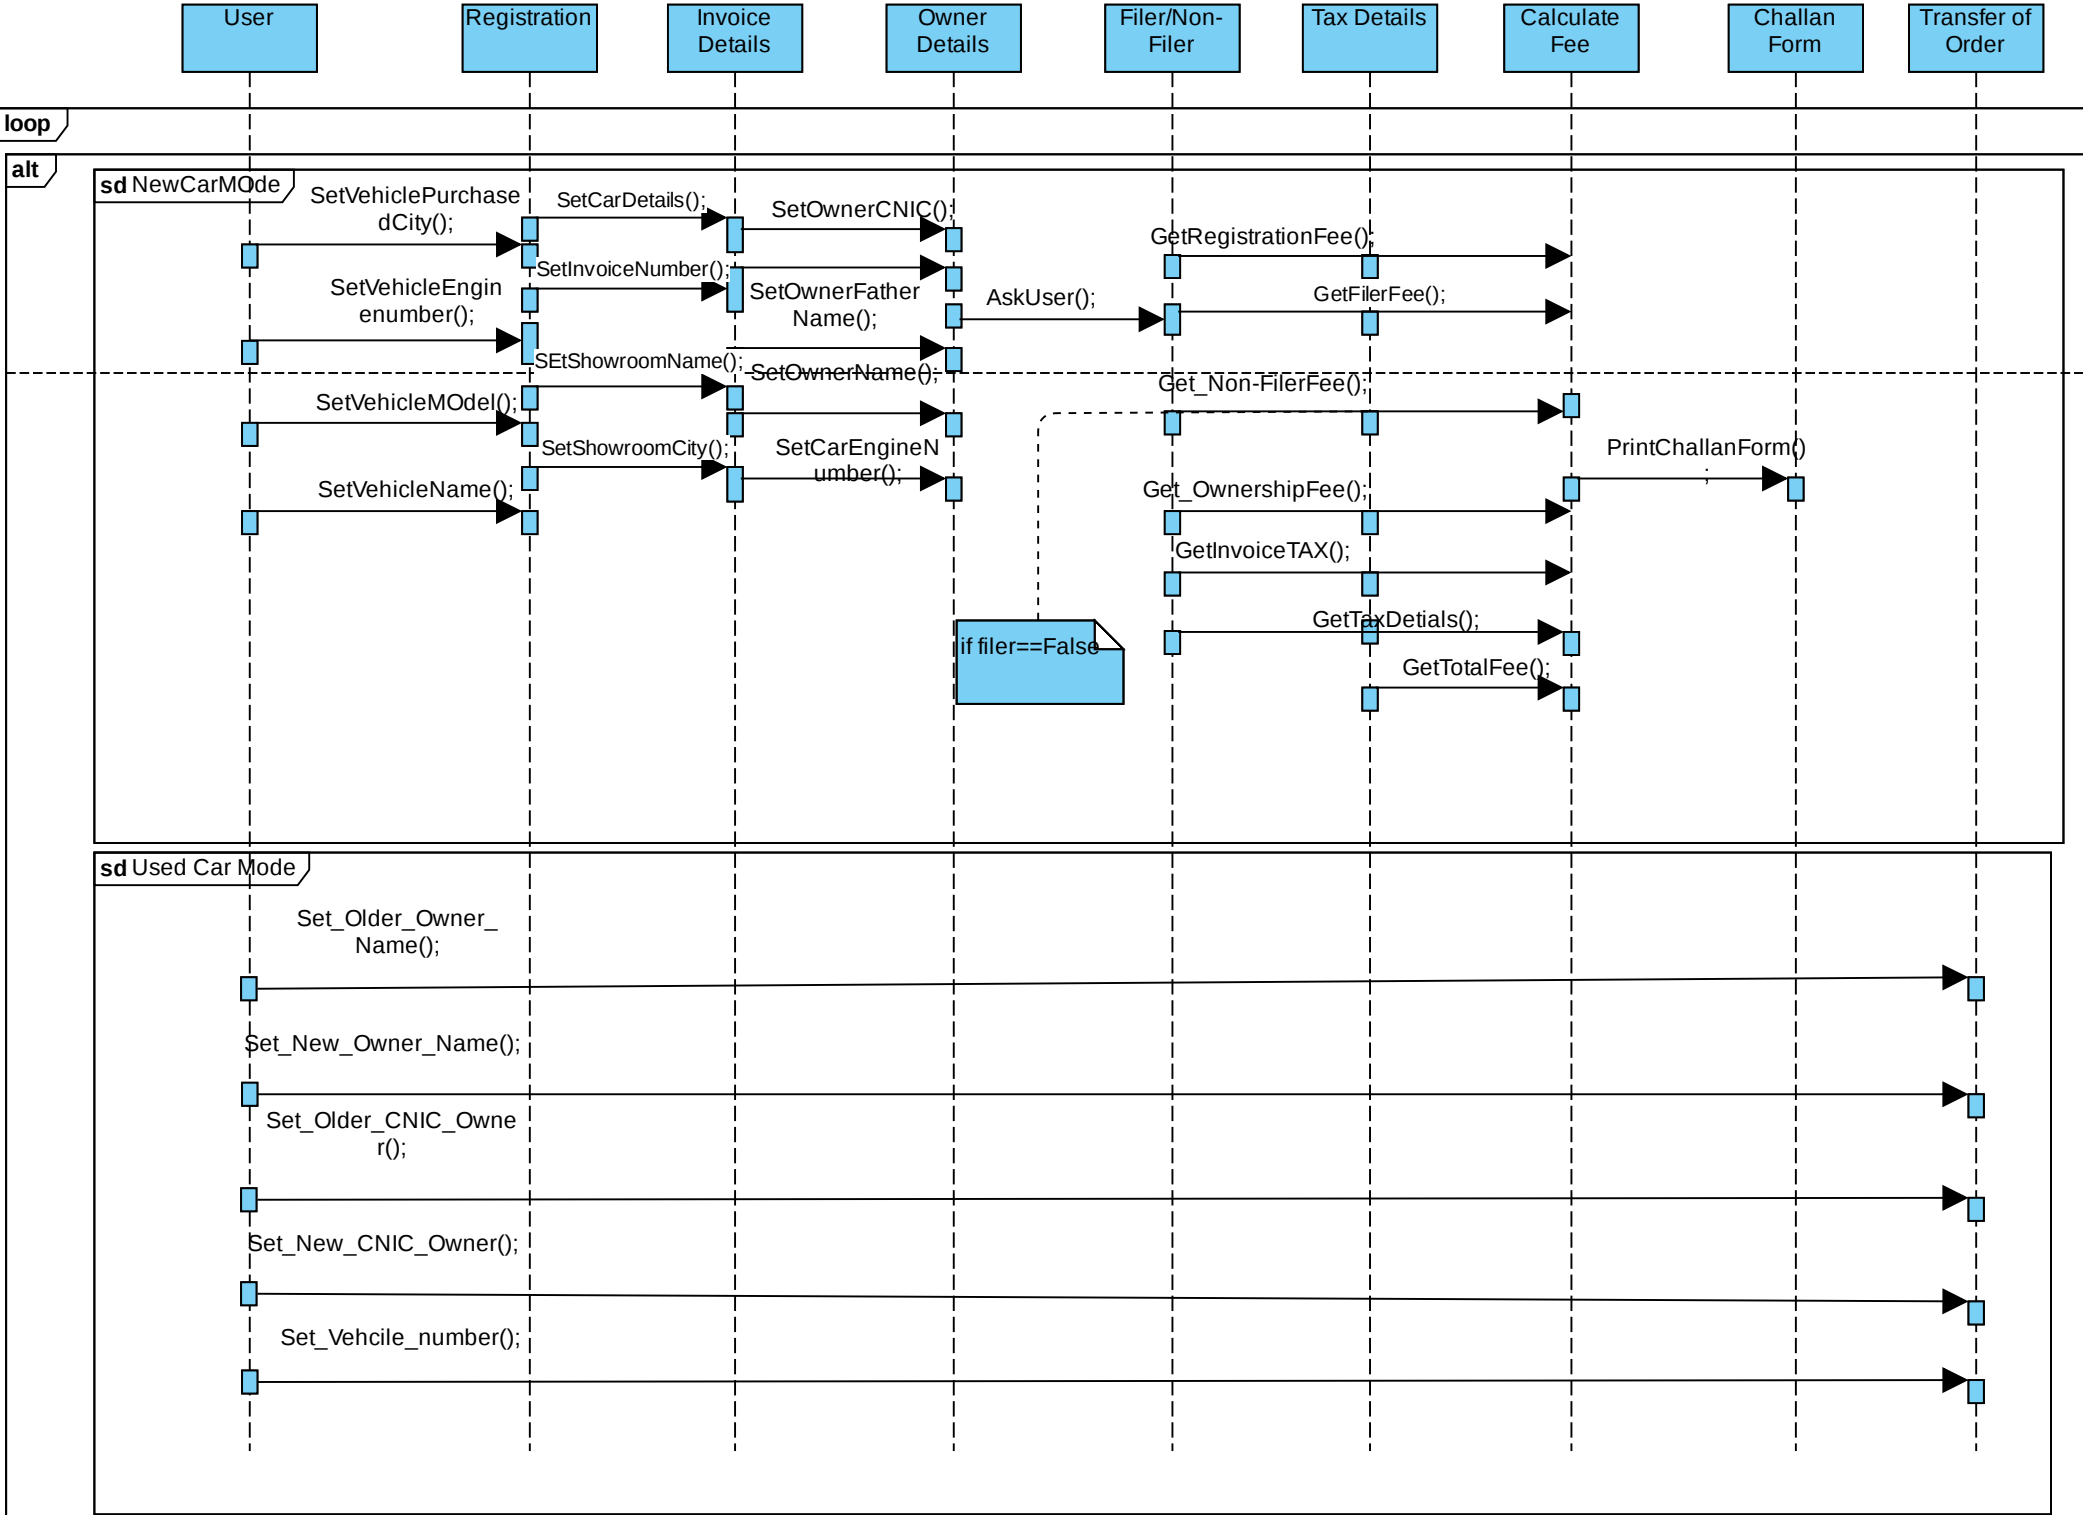 User
Registration
Invoice
Details
Owner
Details
Filer/Non-
Filer
Tax Details
Calculate
Fee
Challan
Form
Transfer of
Order
loop
alt
sd NewCarMOde
SetVehiclePurchase
dCity();
SetCarDetails();
SetOwnerCNIC();
GetRegistrationFee();
SetInvoiceNumber();
SetVehicleEngin
enumber();
SetOwnerFather
Name();
AskUser();
GetFilerFee();
SEtShowroomName();
SetOwnerName();
Get_Non-FilerFee();
SetVehicleMOdel();
SetShowroomCity();
SetCarEngineN
umber();
PrintChallanForm()
;
SetVehicleName();
Get_OwnershipFee();
GetInvoiceTAX();
GetTaxDetials();
if filer==False
GetTotalFee();
sd Used Car Mode
Set_Older_Owner_
Name();
Set_New_Owner_Name();
Set_Older_CNIC_Owne
r();
Set_New_CNIC_Owner();
Set_Vehcile_number();